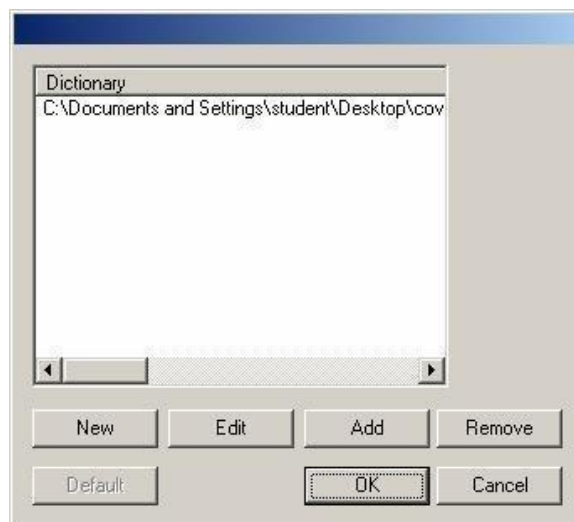 Dictionary
C:\Documents and Settings\student\Desktop\cov
New Edit Add Remove
Default OK Cancel